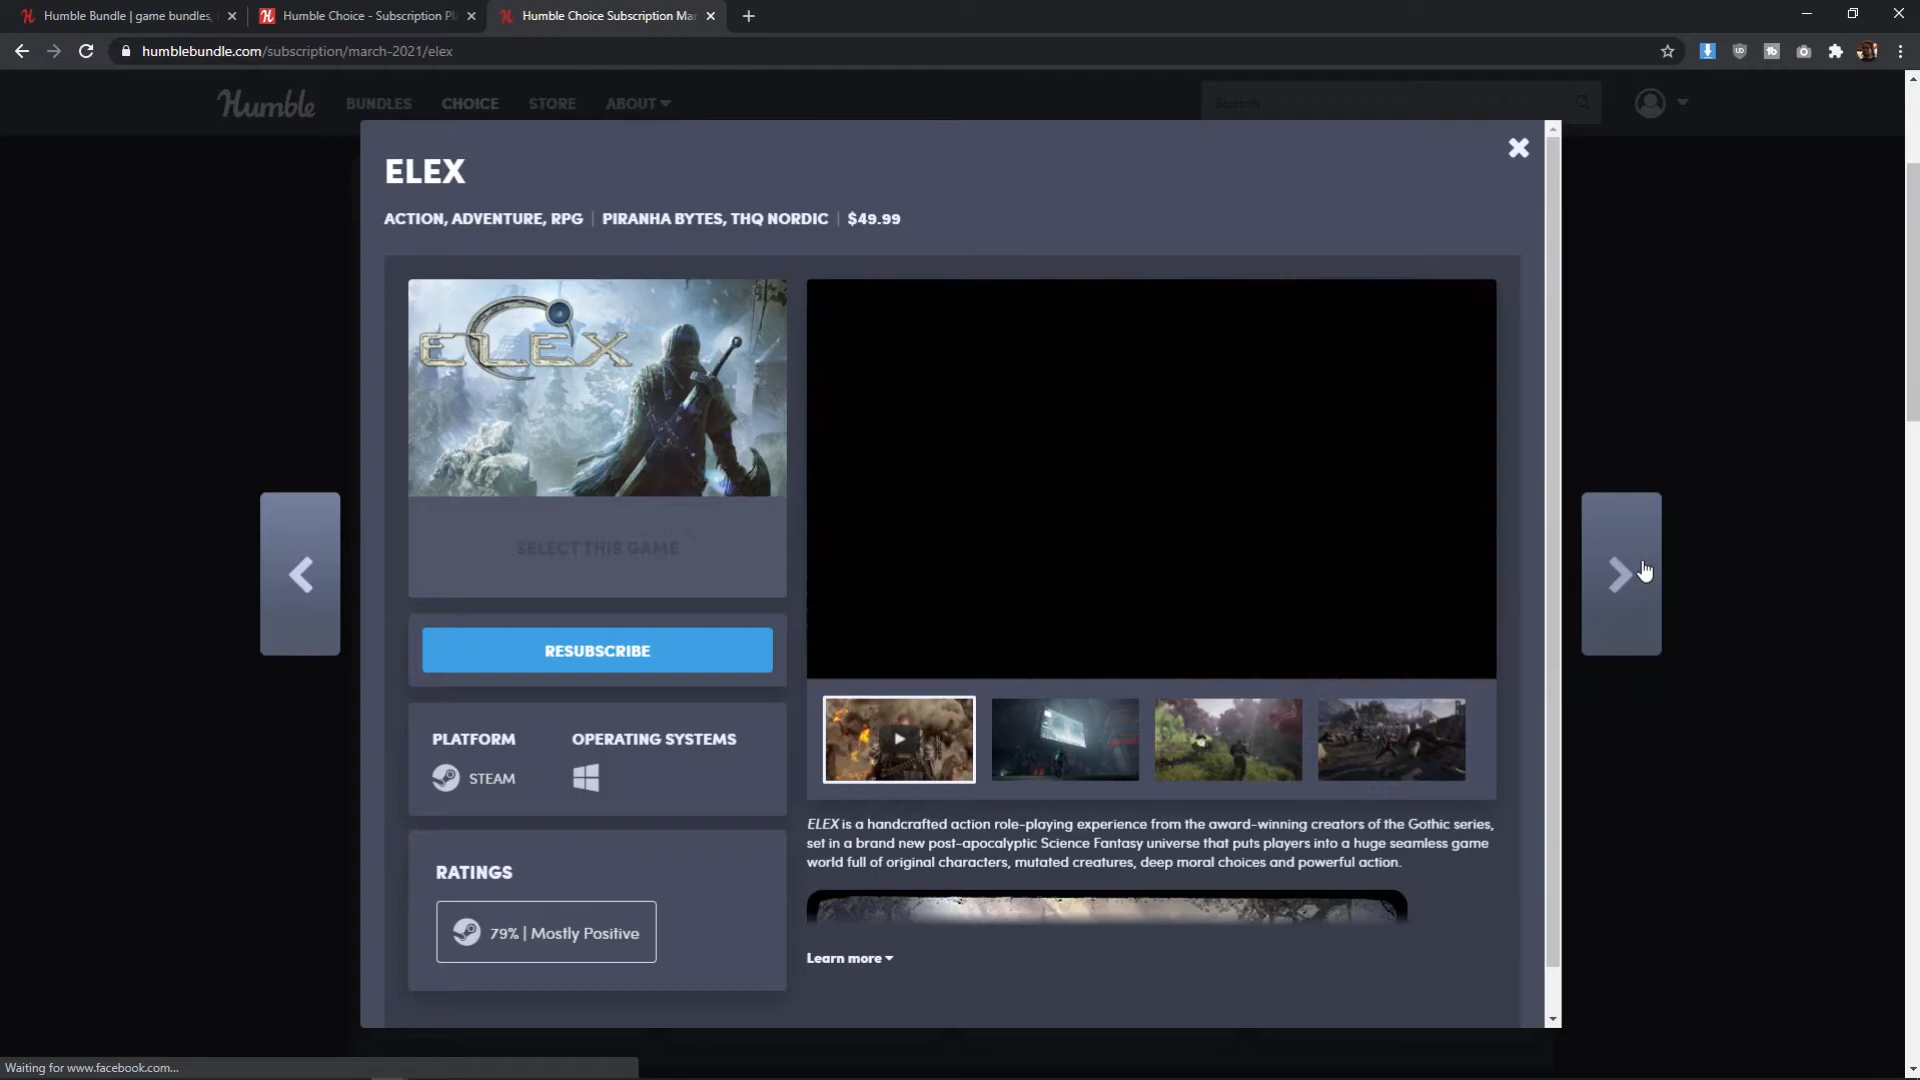 Humble Bundle | game bundles,
Humble Choice - Subscription Pl
Humble Choice Subscription Mar
humblebundle.com/subscription/march-2021/elex
Humble
BUNDLES
CHOICE
STORE
ABOUT
Search
ELEX
ACTION, ADVENTURE, RPG | PIRANHA BYTES, THQ NORDIC | $49.99
ELEX
SELECT THIS GAME
RESUBSCRIBE
PLATFORM
OPERATING SYSTEMS
STEAM
RATINGS
79% | Mostly Positive
ELEX is a handcrafted action role-playing experience from the award-winning creators of the Gothic series,
set in a brand new post-apocalyptic Science Fantasy universe that puts players into a huge seamless game
world full of original characters, mutated creatures, deep moral choices and powerful action.
Learn more
Waiting for www.facebook.com...